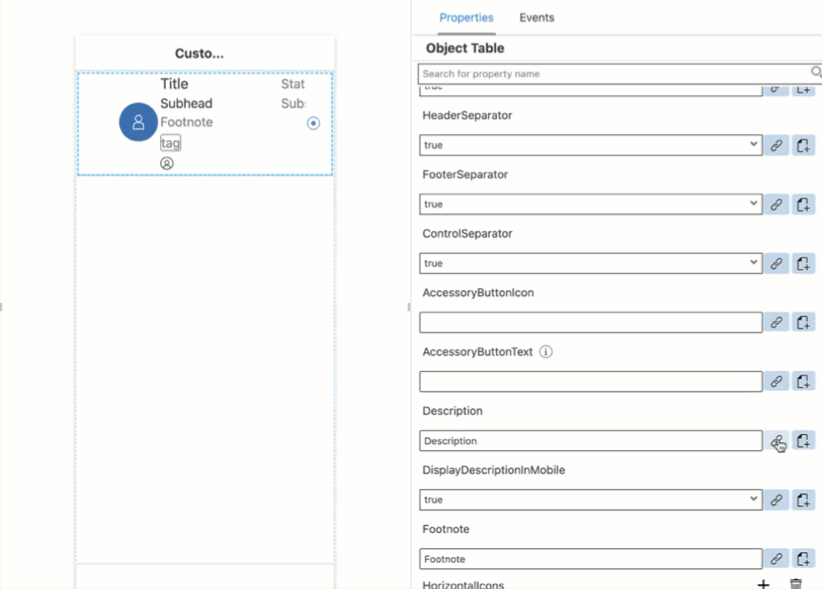 Properties Events
Object Table
Search for property name
true
HeaderSeparator
true
FooterSeparator
true
ControlSeparator
true
AccessoryButtonIcon
AccessoryButtonText
Description
Description
DisplayDescriptionInMobile
true
Footnote
Footnote
HorizontalIcons
Custo...
Title Stat
Subhead Sub
Footnote
tag